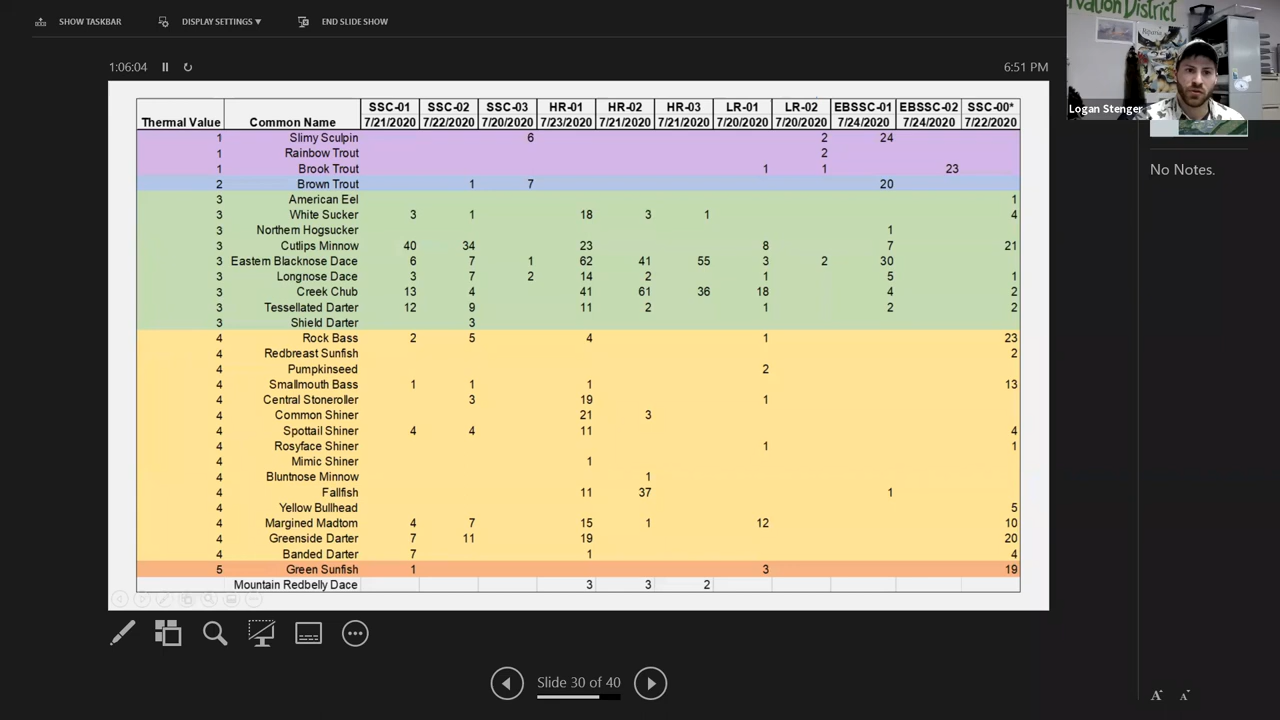 SHOW TASKBAR DISPLAY SETTINGS ▼ END SLIDE SHOW
1:06:04 6:51 PM
SSC-01 SSC-02 SSC-03 HR-01 HR-02 HR-03 LR-01 LR-02 EBSSC-01 EBSSC-02 SSC-00*
Thermal Value Common Name 7/21/2020 7/22/2020 7/20/2020 7/23/2020 7/21/2020 7/21/2020 7/20/2020 7/20/2020 7/24/2020 7/24/2020 7/22/2020
1 Slimy Sculpin 6 2 24
1 Rainbow Trout 2
1 Brook Trout 1 1 23
2 Brown Trout 1 7 20
3 American Eel 1
3 White Sucker 3 1 18 3 1 4
3 Northern Hogsucker 1
3 Cutlips Minnow 40 34 23 8 7 21
3 Eastern Blacknose Dace 6 7 1 62 41 55 3 2 30
3 Longnose Dace 3 7 2 14 2 1 5 1
3 Creek Chub 13 4 41 61 36 18 4 2
3 Tessellated Darter 12 9 11 2 1 2 2
3 Shield Darter 3
4 Rock Bass 2 5 4 1 23
4 Redbreast Sunfish 2
4 Pumpkinseed 2
4 Smallmouth Bass 1 1 1 13
4 Central Stoneroller 3 19 1
4 Common Shiner 21 3
4 Spottail Shiner 4 4 11 4
4 Rosyface Shiner 1 1
4 Mimic Shiner 1
4 Bluntnose Minnow 1
4 Fallfish 11 37 1
4 Yellow Bullhead 5
4 Margined Madtom 4 7 15 1 12 10
4 Greenside Darter 7 11 19 20
4 Banded Darter 7 1 4
5 Green Sunfish 1 3 19
Mountain Redbelly Dace 3 3 2
Slide 30 of 40
District
Logan Stenger
No Notes.
A A